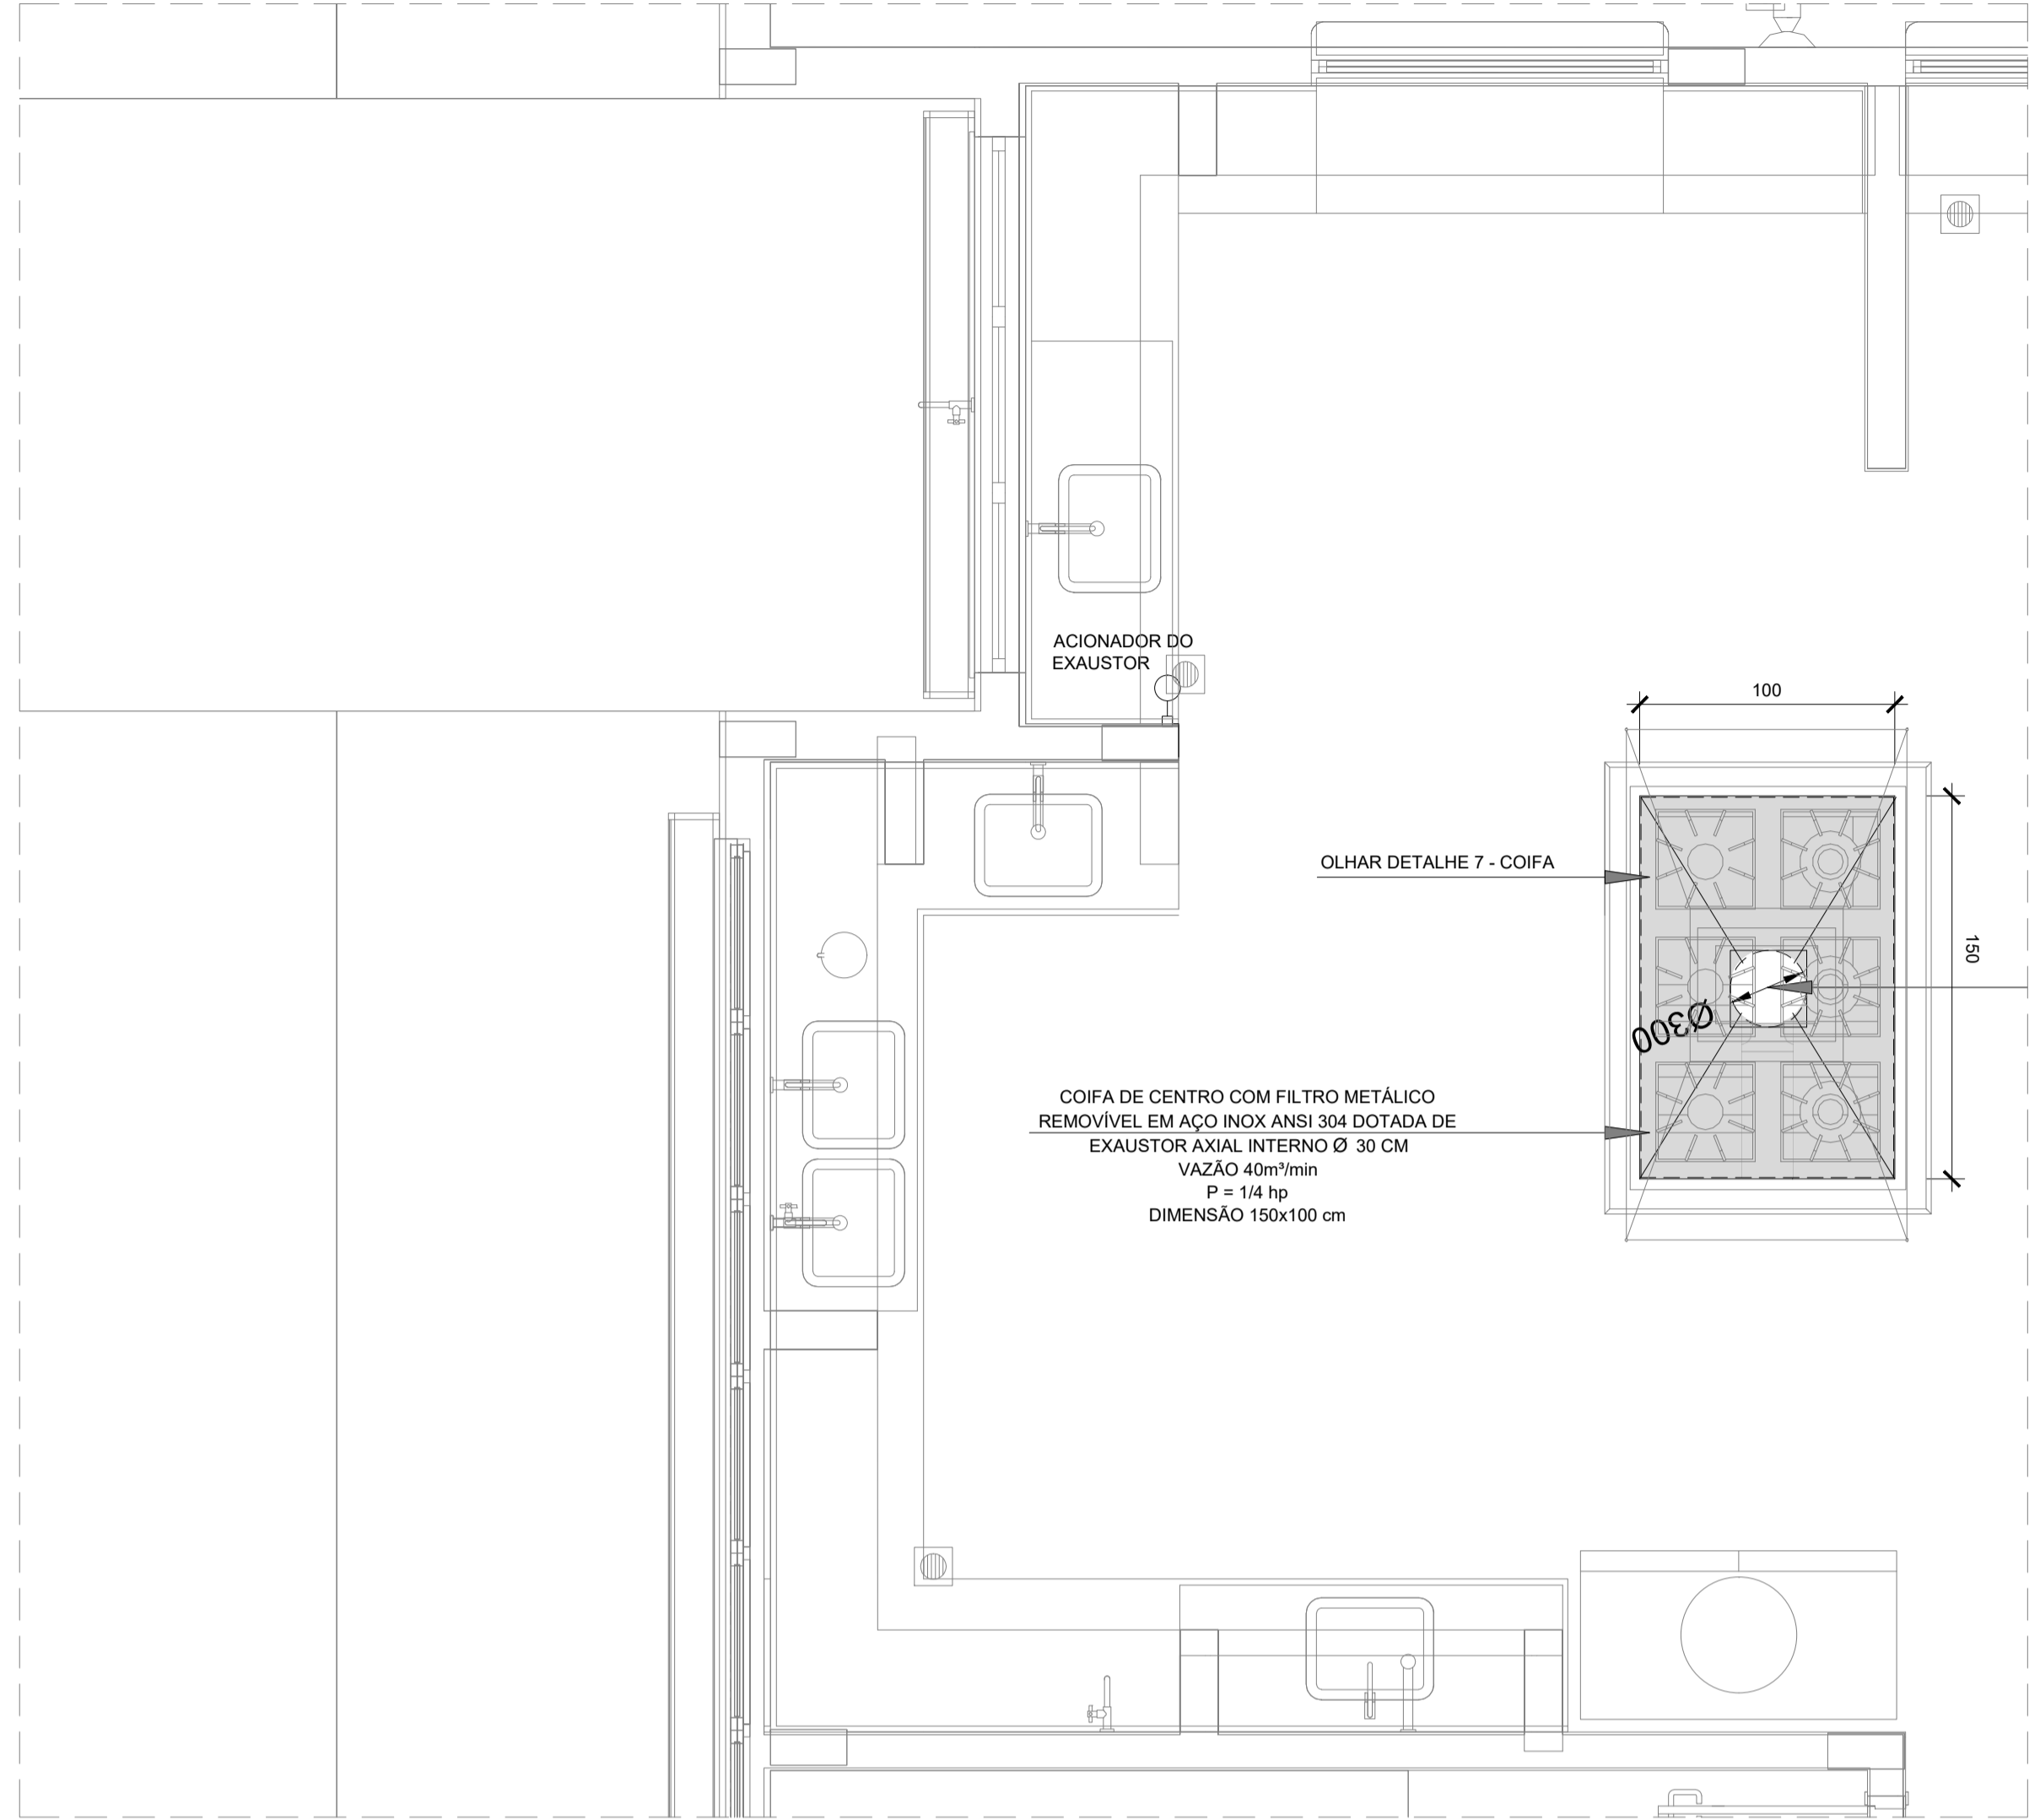 ACIONADOR DO
EXAUSTOR
100
OLHAR DETALHE 7 - COIFA
150
Ø300
COIFA DE CENTRO COM FILTRO METÁLICO
REMOVÍVEL EM AÇO INOX ANSI 304 DOTADA DE
EXAUSTOR AXIAL INTERNO Ø 30 CM
VAZÃO 40m³/min
P = 1/4 hp
DIMENSÃO 150x100 cm